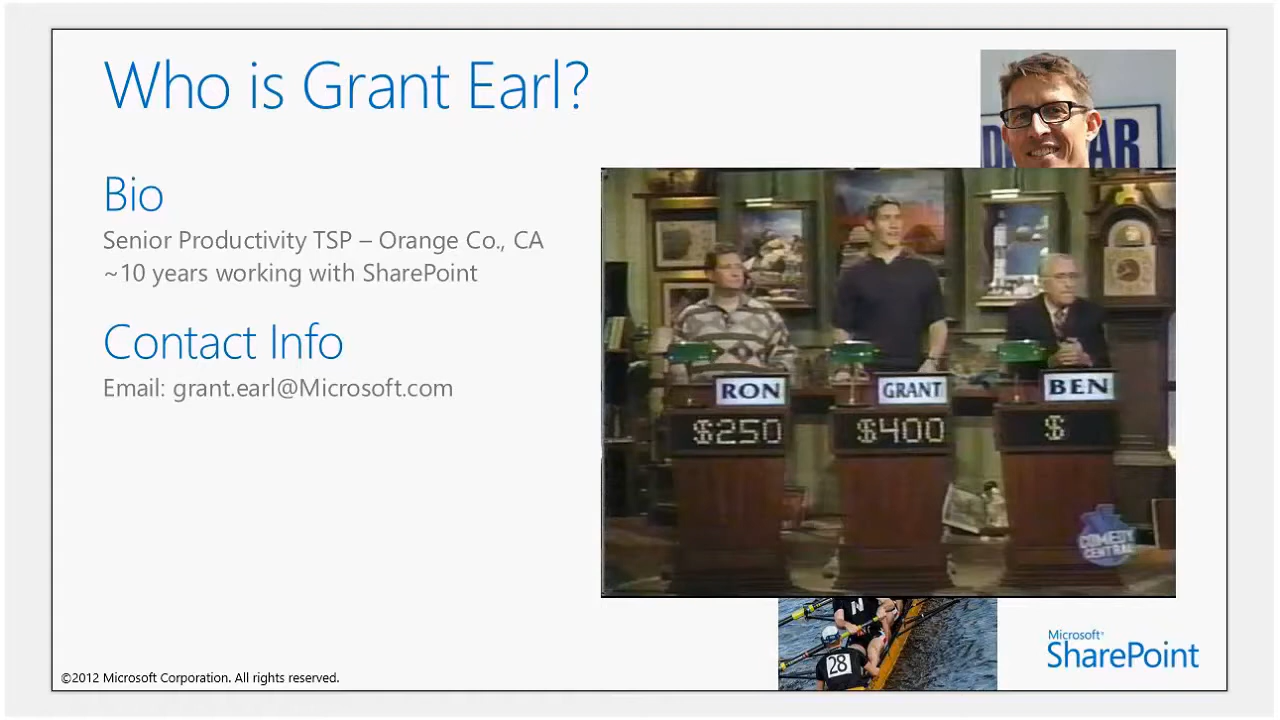 Who is Grant Earl?
Bio
Senior Productivity TSP – Orange Co., CA
~10 years working with SharePoint
Contact Info
Email: grant.earl@Microsoft.com
RON
GRANT
BEN
$250
$400
$
COMEDY
CENTRAL
N
28
Microsoft
SharePoint
©2012 Microsoft Corporation. All rights reserved.